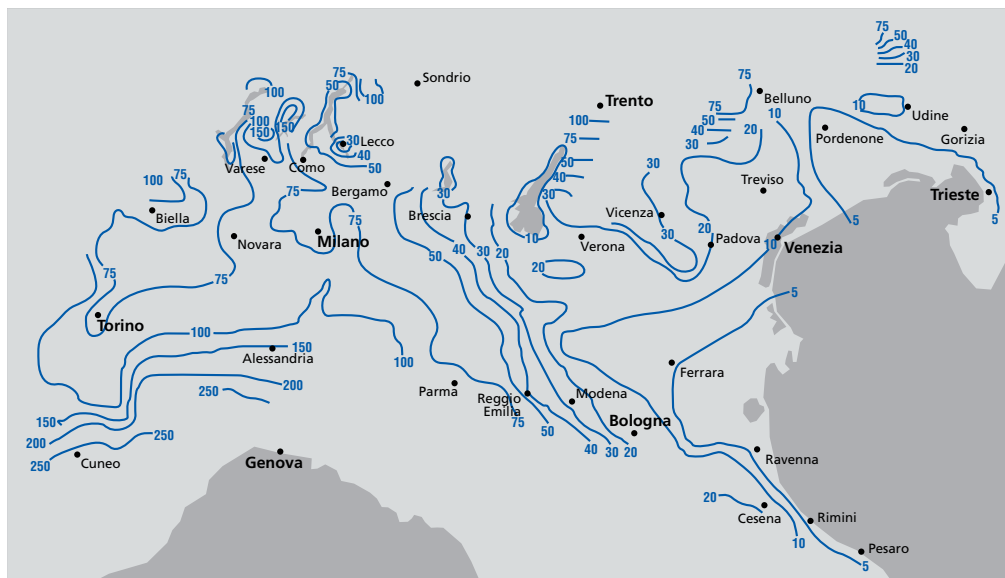 75
50
40
30
20
75
50
75
100
Sondrio
100
75
Belluno
75
100
150
150
Trento
100
75
50
40
30
20
10
10
Udine
Pordenone
Gorizia
30
Lecco
40
50
75
50
40
30
Varese
Como
100
75
Bergamo
75
30
30
30
Treviso
Trieste
5
5
Biella
Brescia
Vicenza
20
75
Novara
Milano
10
Verona
30
Padova
10
Venezia
50
40
30
20
20
75
75
5
Torino
100
150
Alessandria
100
Ferrara
200
250
Parma
Reggio
Emilia
Modena
75
150
50
Bologna
200
250
40
30
20
250
Cuneo
Genova
Ravenna
20
Cesena
Rimini
10
Pesaro
5